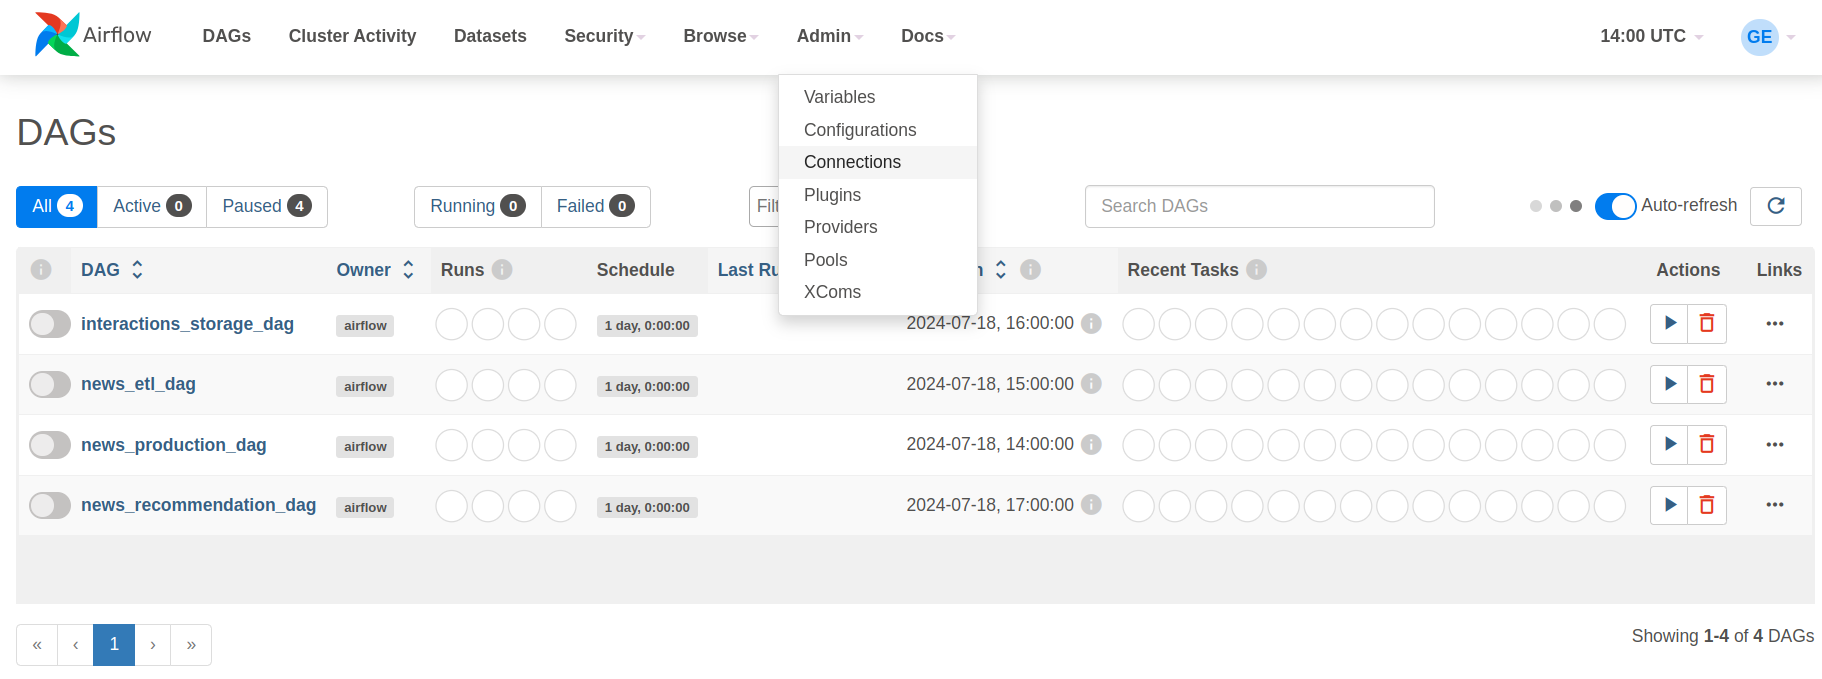 Airflow DAGs Cluster Activity Datasets Security Browse Admin Docs 14:00 UTC GE
Variables
Configurations
Connections
Plugins
Providers
Pools
XComs
DAGs
All 4 Active 0 Paused 4 Running 0 Failed 0 Filt Search DAGs Auto-refresh
DAG Owner Runs Schedule Last Ru n Recent Tasks Actions Links
interactions_storage_dag airflow 1 day, 0:00:00 2024-07-18, 16:00:00
news_etl_dag airflow 1 day, 0:00:00 2024-07-18, 15:00:00
news_production_dag airflow 1 day, 0:00:00 2024-07-18, 14:00:00
news_recommendation_dag airflow 1 day, 0:00:00 2024-07-18, 17:00:00
« ‹ 1 › »
Showing 1-4 of 4 DAGs